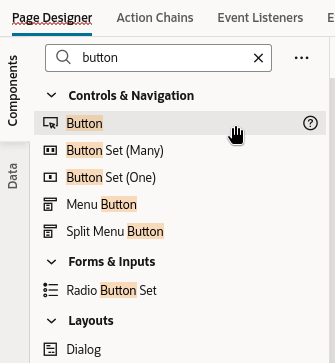 Page Designer Action Chains Event Listeners E
Components
Data
button
Controls & Navigation
Button
Button Set (Many)
Button Set (One)
Menu Button
Split Menu Button
Forms & Inputs
Radio Button Set
Layouts
Dialog